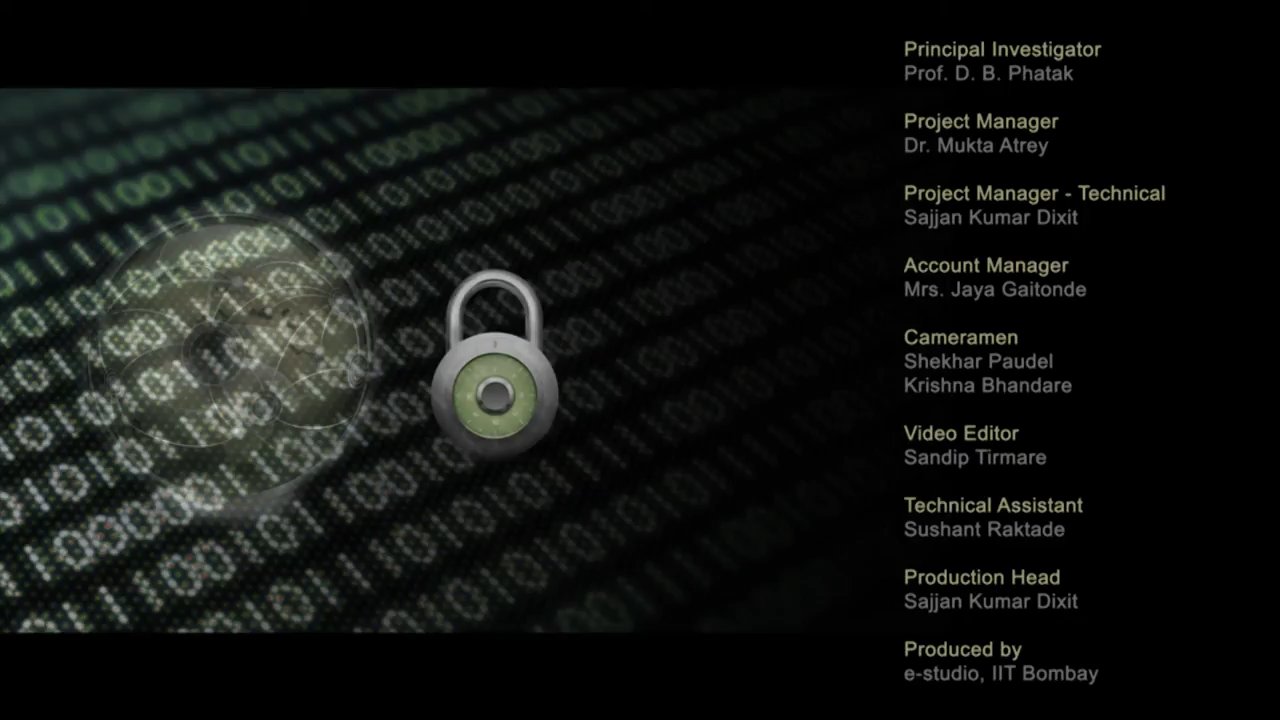 Principal Investigator
Prof. D. B. Phatak
Project Manager
Dr. Mukta Atrey
Project Manager - Technical
Sajjan Kumar Dixit
Account Manager
Mrs. Jaya Gaitonde
Cameramen
Shekhar Paudel
Krishna Bhandare
Video Editor
Sandip Tirmare
Technical Assistant
Sushant Raktade
Production Head
Sajjan Kumar Dixit
Produced by
e-studio, IIT Bombay